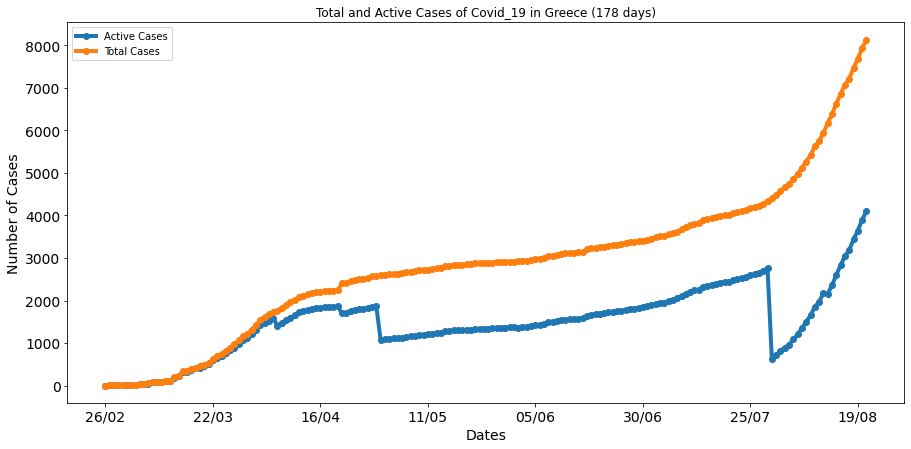 Total and Active Cases of Covid_19 in Greece (178 days)
Active Cases
Total Cases
Number of Cases
8000
7000
6000
5000
4000
3000
2000
1000
0
26/02 22/03 16/04 11/05 05/06 30/06 25/07 19/08
Dates